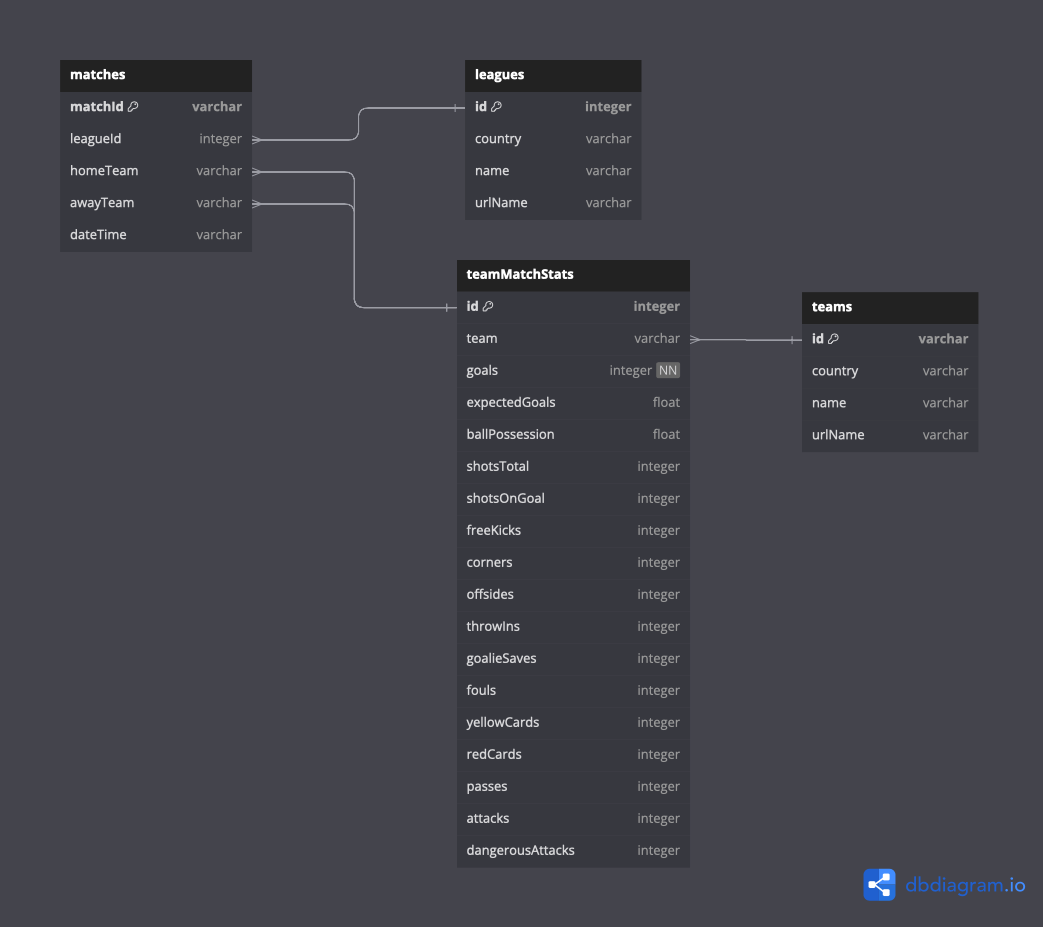 matches
matchId varchar
leagueId integer
homeTeam varchar
awayTeam varchar
dateTime varchar
leagues
id integer
country varchar
name varchar
urlName varchar
teamMatchStats
id integer
team varchar
goals integer NN
expectedGoals float
ballPossession float
shotsTotal integer
shotsOnGoal integer
freeKicks integer
corners integer
offsides integer
throwIns integer
goalieSaves integer
fouls integer
yellowCards integer
redCards integer
passes integer
attacks integer
dangerousAttacks integer
teams
id varchar
country varchar
name varchar
urlName varchar
dbdiagram.io